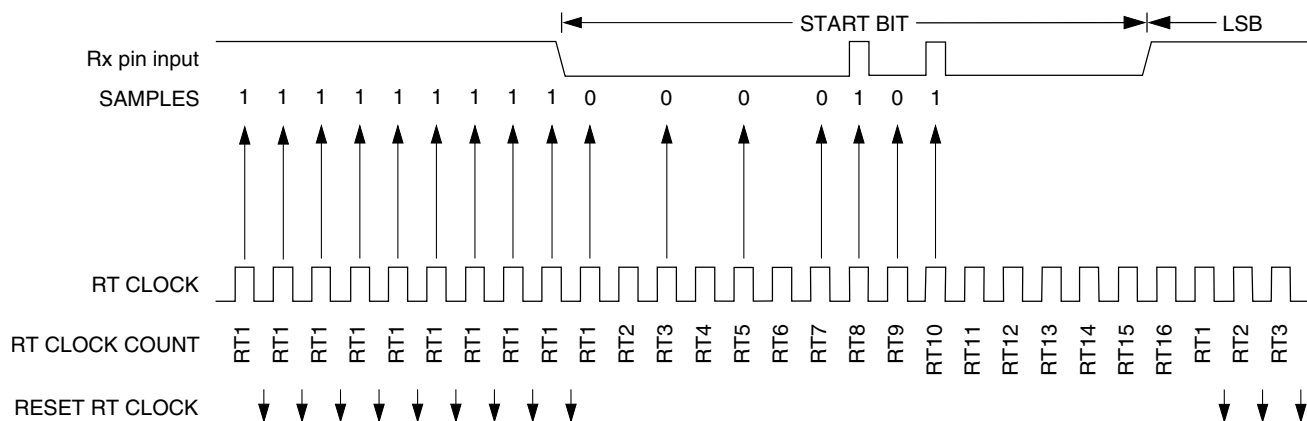 START BIT LSB
Rx pin input
SAMPLES 1 1 1 1 1 1 1 1 1 0 0 0 0 1 0 1
RT CLOCK
RT CLOCK COUNT RT1 RT1 RT1 RT1 RT1 RT1 RT1 RT1 RT1 RT1 RT2 RT3 RT4 RT5 RT6 RT7 RT8 RT9 RT10 RT11 RT12 RT13 RT14 RT15 RT16 RT1 RT2 RT3
RESET RT CLOCK